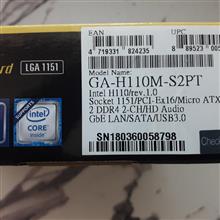 EAN
UPC
4 719331 824235
8 89523 00
Model Name:
GA-H110M-S2PT
Intel H110/rev.1.0
Socket 1151/PCI-Ex16/Micro ATX
2 DDR4 2-CH/HD Audio
GbE LAN/SATA/USB3.0
SN180360058798
LGA 1151
intel
CORE
inside
Check